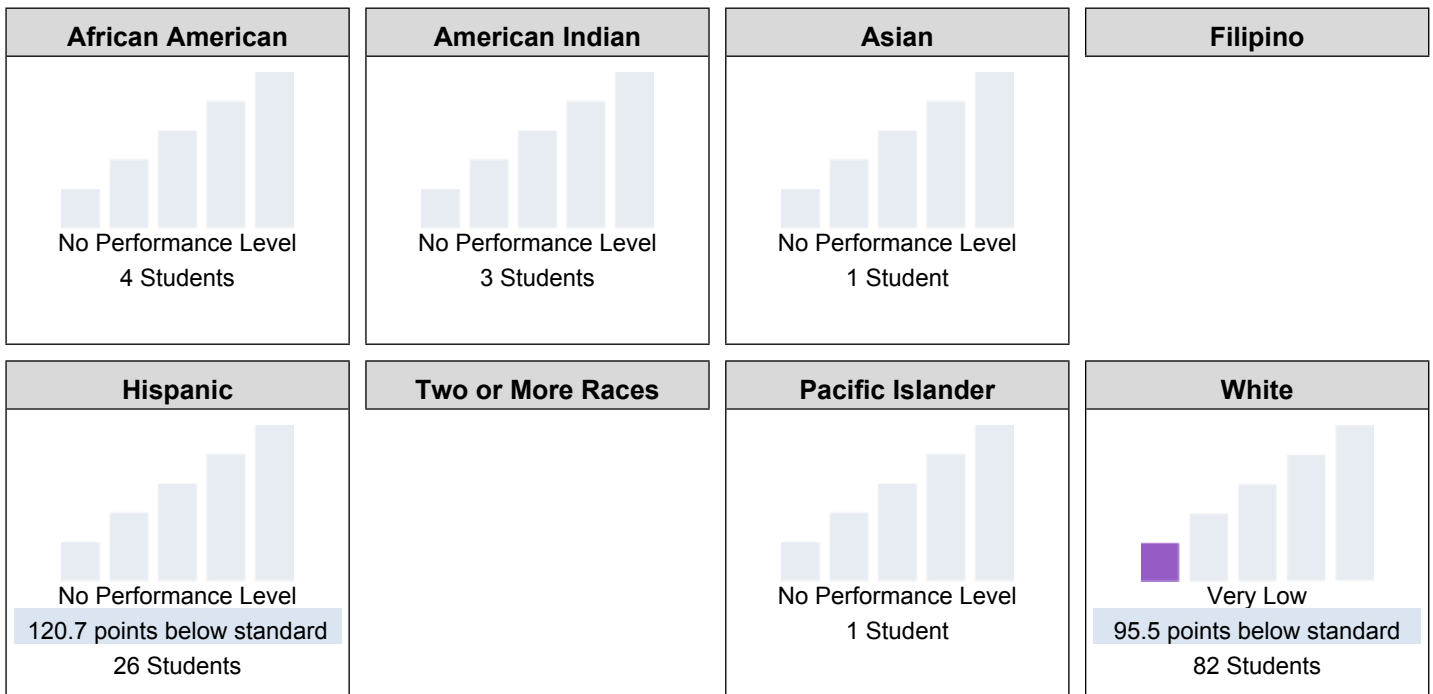 African American
No Performance Level
4 Students
American Indian
No Performance Level
3 Students
Asian
No Performance Level
1 Student
Filipino
Hispanic
No Performance Level
120.7 points below standard
26 Students
Two or More Races
Pacific Islander
No Performance Level
1 Student
White
Very Low
95.5 points below standard
82 Students